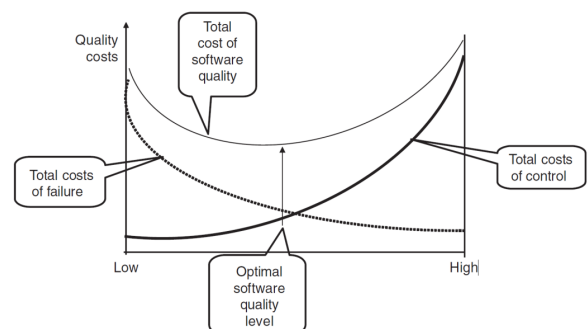 Quality
costs
Total
cost of
software
quality
Total costs
of failure
Total costs
of control
Low
Optimal
software
quality
level
High